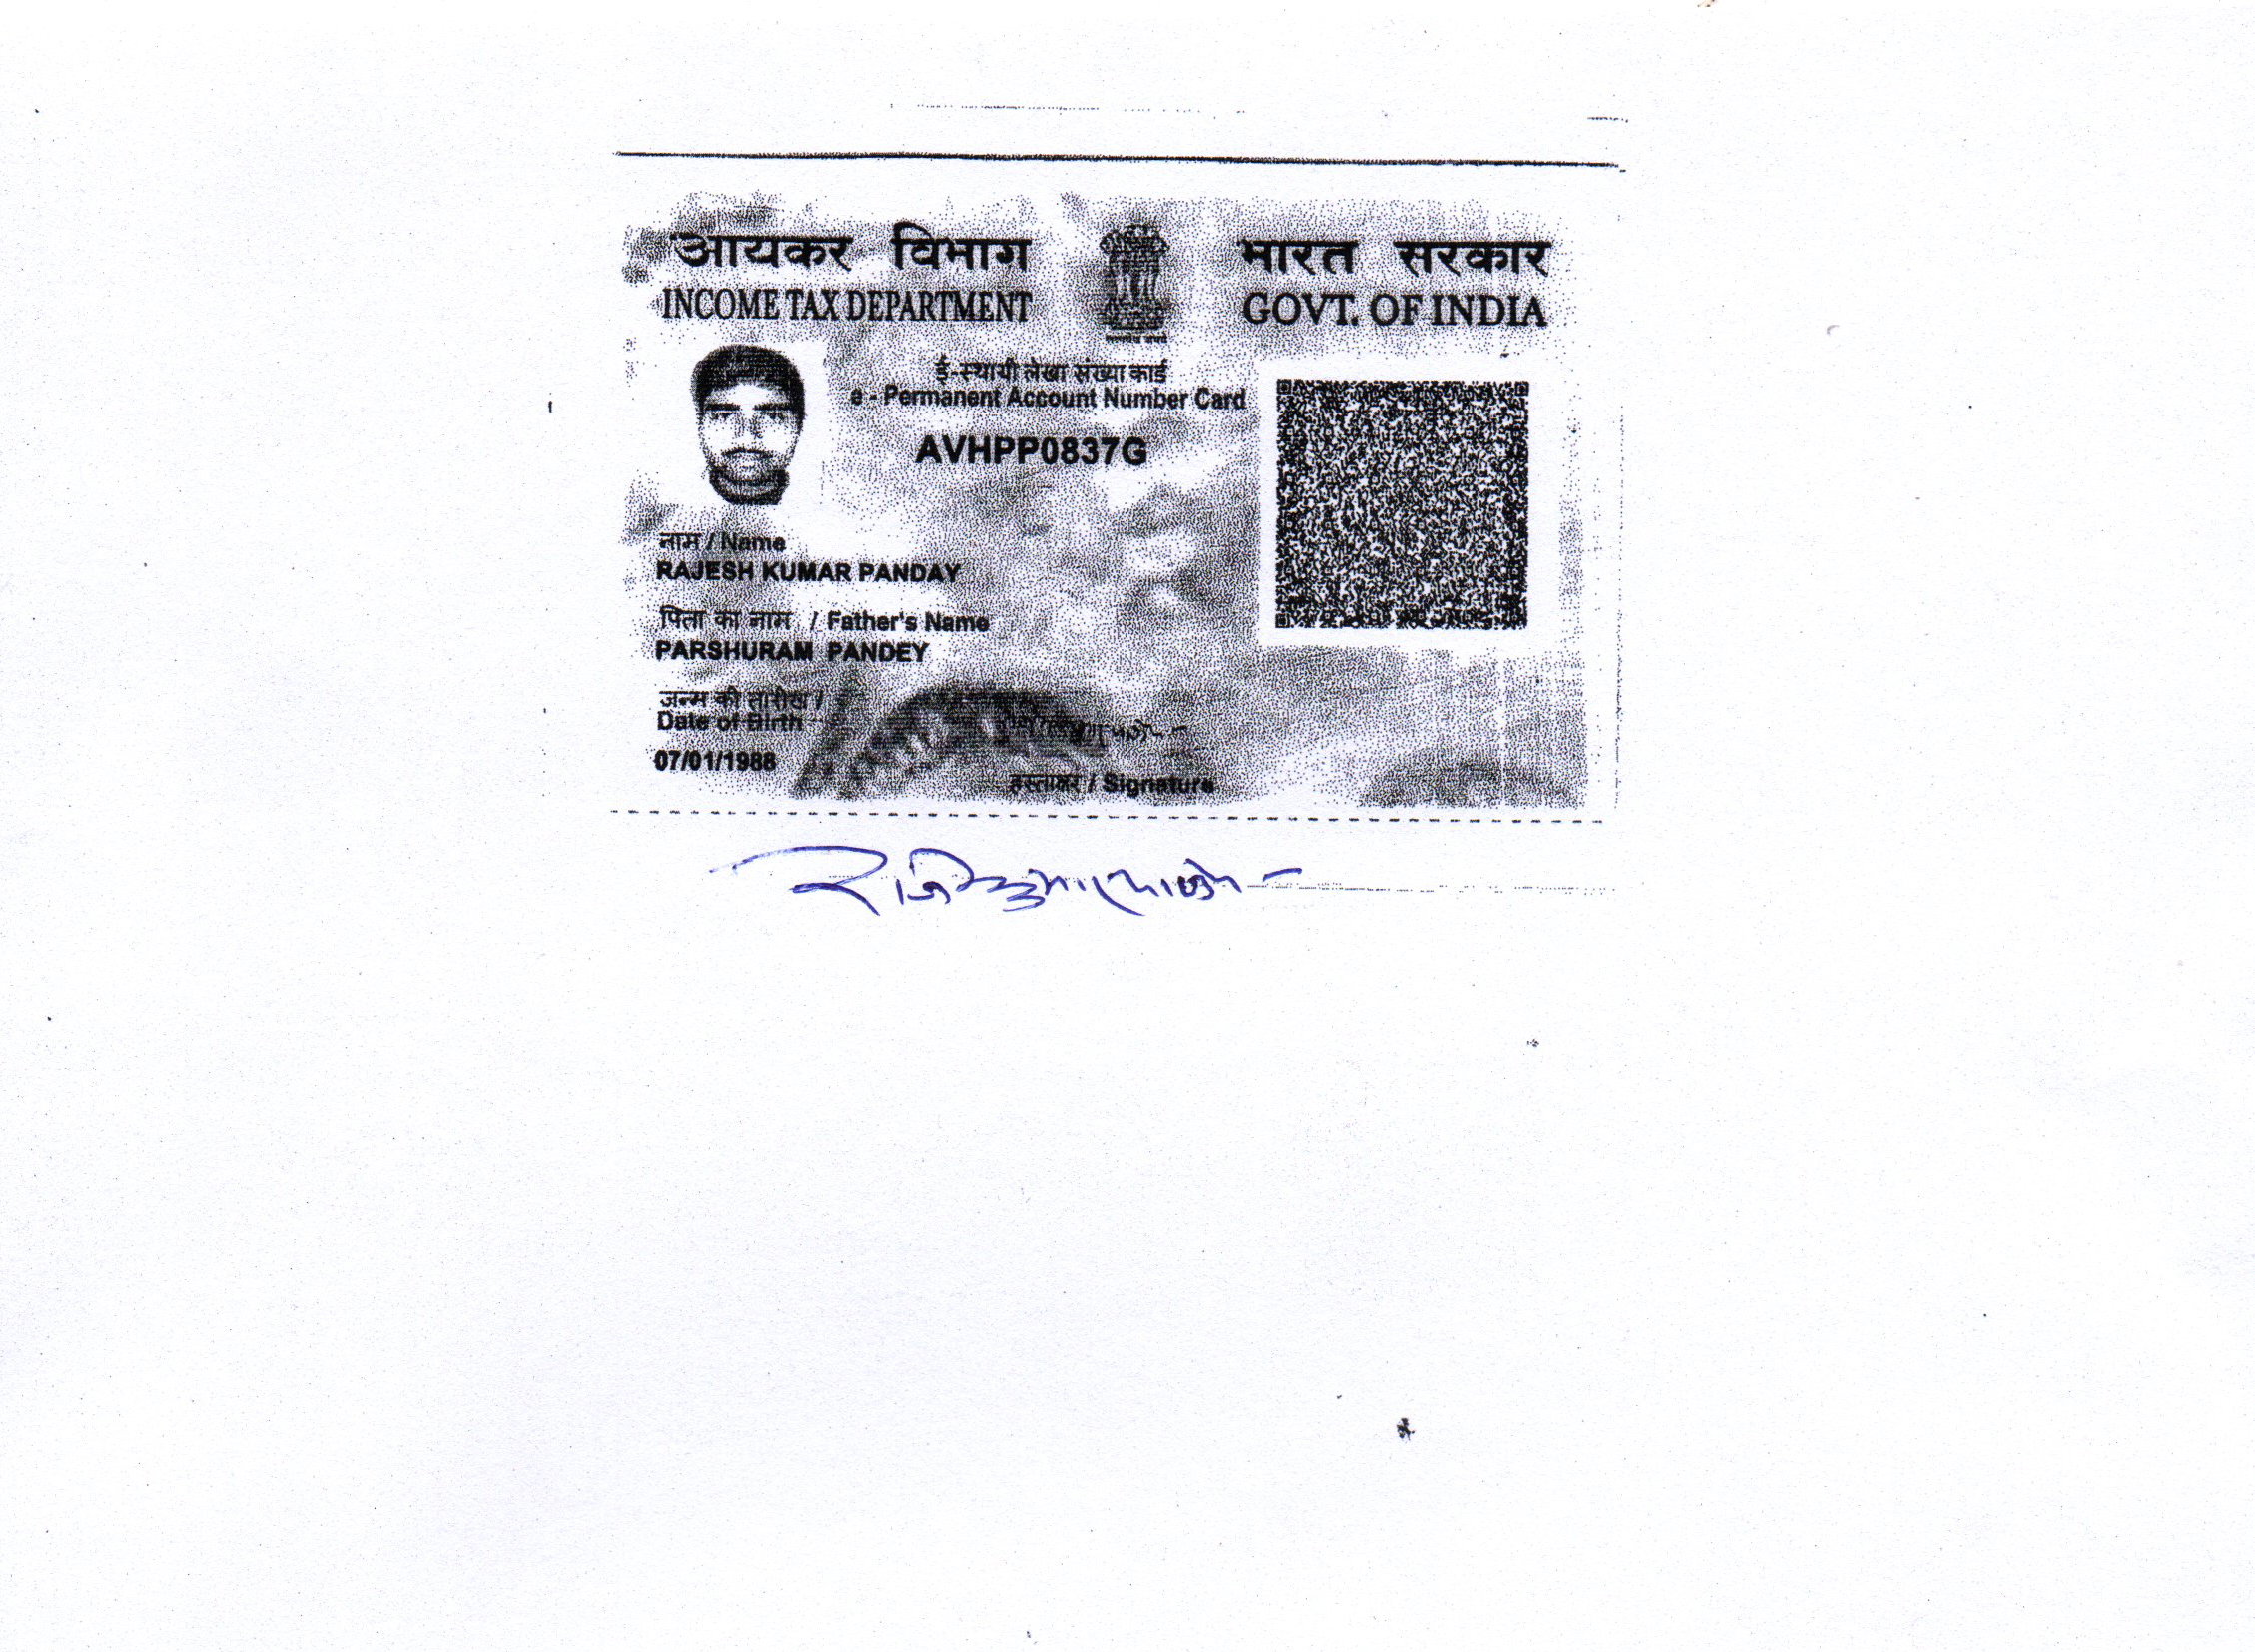 आयकर विभाग
INCOME TAX DEPARTMENT
भारत सरकार
GOVT. OF INDIA
ई-स्थायी लेखा संख्या कार्ड
e - Permanent Account Number Card
AVHPP0837G
नाम / Name
RAJESH KUMAR PANDAY
पिता का नाम / Father's Name
PARSHURAM PANDEY
जन्म की तारीख /
Date of Birth
07/01/1988
हस्ताक्षर / Signature